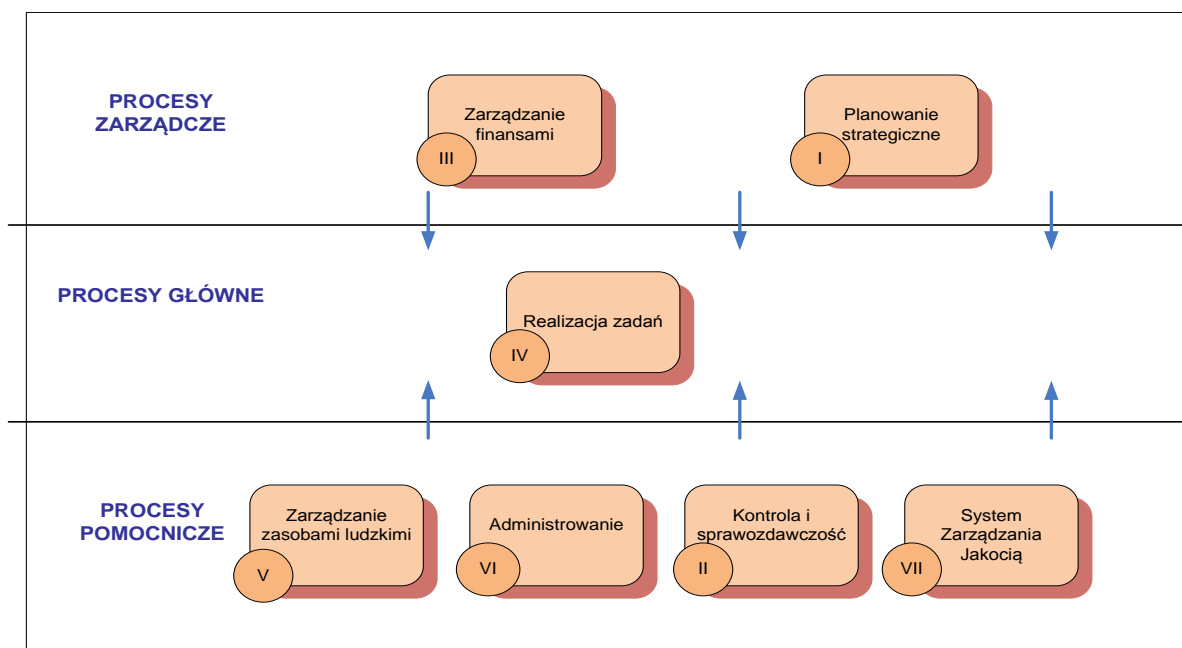 PROCESY
ZARZĄDCZE
Zarządzanie
finansami
III
Planowanie
strategiczne
I
PROCESY GŁÓWNE
Realizacja zadań
IV
PROCESY
POMOCNICZE
Zarządzanie
zasobami ludzkimi
V
Administrowanie
VI
Kontrola i
sprawozdawczość
II
System
Zarządzania
Jakocią
VII